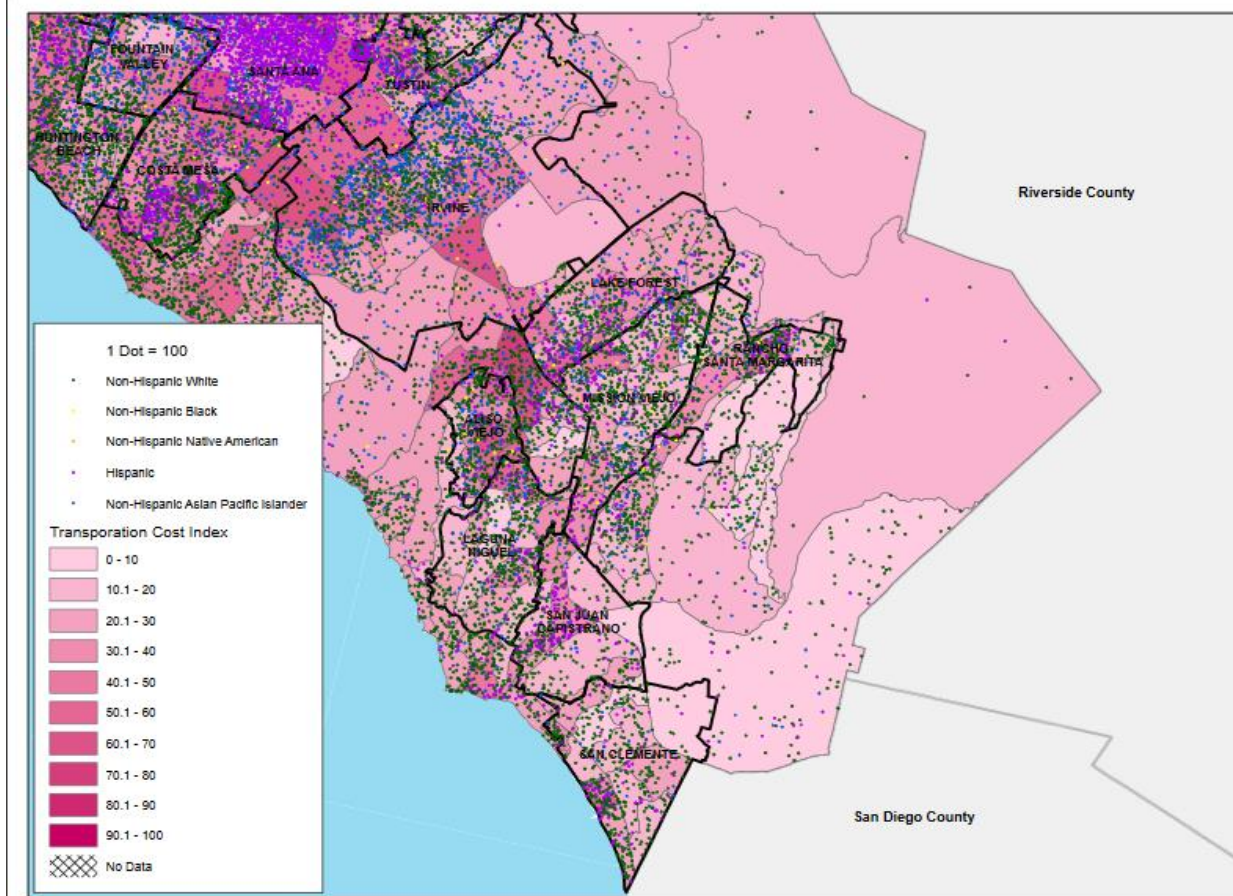 FOUNTAIN
VALLEY
SANTA ANA
TUSTIN
HUNTINGTON
BEACH
COSTA MESA
IRVINE
Riverside County
LAKE FOREST
RANCHO
SANTA MARGARITA
MISSION VIEJO
ALISO
VIEJO
LAGUNA
NIGUEL
SAN JUAN
CAPISTRANO
SAN CLEMENTE
San Diego County
1 Dot = 100
Non-Hispanic White
Non-Hispanic Black
Non-Hispanic Native American
Hispanic
Non-Hispanic Asian Pacific Islander
Transporation Cost Index
0 - 10
10.1 - 20
20.1 - 30
30.1 - 40
40.1 - 50
50.1 - 60
60.1 - 70
70.1 - 80
80.1 - 90
90.1 - 100
No Data